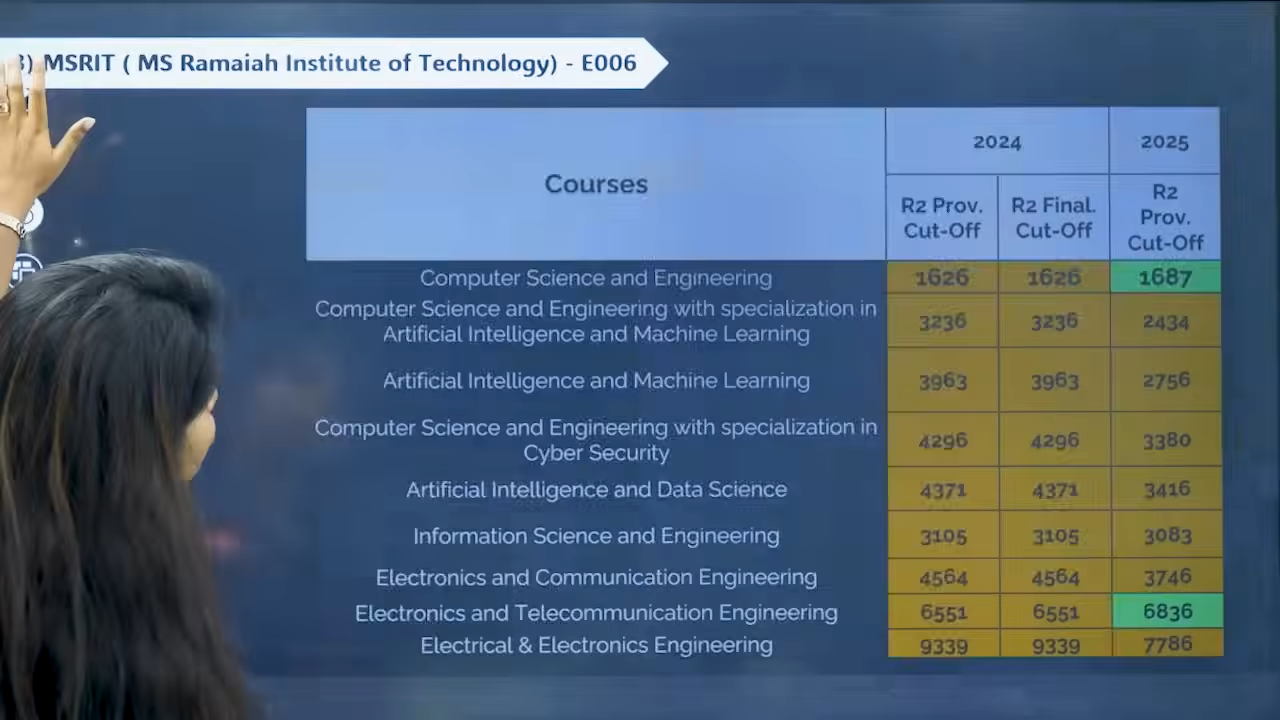 3) MSRIT ( MS Ramaiah Institute of Technology) - E006
Courses
2024
2025
R2 Prov.
Cut-Off
R2 Final.
Cut-Off
R2
Prov.
Cut-Off
Computer Science and Engineering 1626 1626 1687
Computer Science and Engineering with specialization in
Artificial Intelligence and Machine Learning
3236 3236 2434
Artificial Intelligence and Machine Learning 3963 3963 2756
Computer Science and Engineering with specialization in
Cyber Security
4296 4296 3380
Artificial Intelligence and Data Science 4371 4371 3416
Information Science and Engineering 3105 3105 3083
Electronics and Communication Engineering 4564 4564 3746
Electronics and Telecommunication Engineering 6551 6551 6836
Electrical & Electronics Engineering 9339 9339 7786